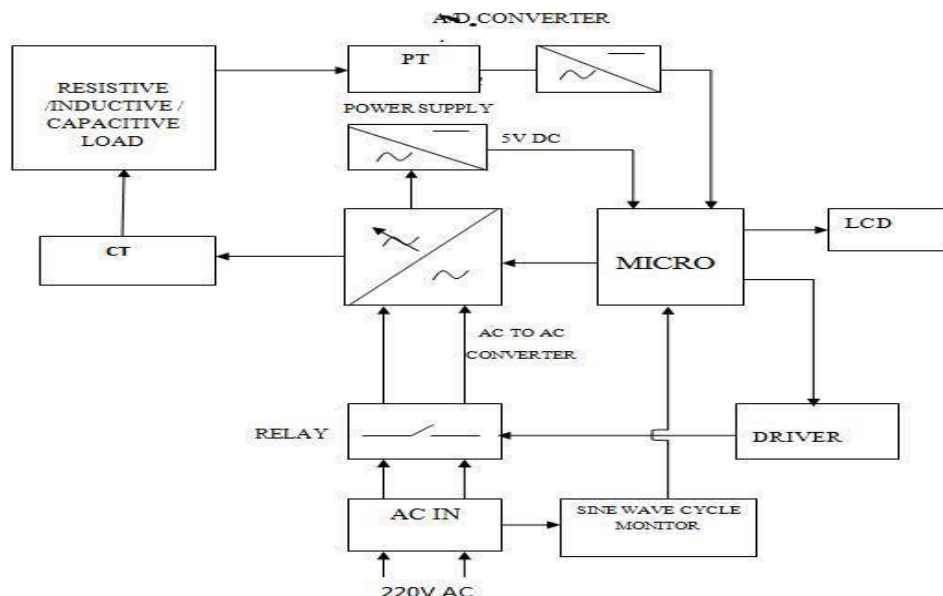 A/D CONVERTER
PT
RESISTIVE
/INDUCTIVE /
CAPACITIVE
LOAD
POWER SUPPLY
5V DC
LCD
CT
MICRO
AC TO AC
CONVERTER
RELAY
DRIVER
AC IN
SINE WAVE CYCLE
MONITOR
220V AC